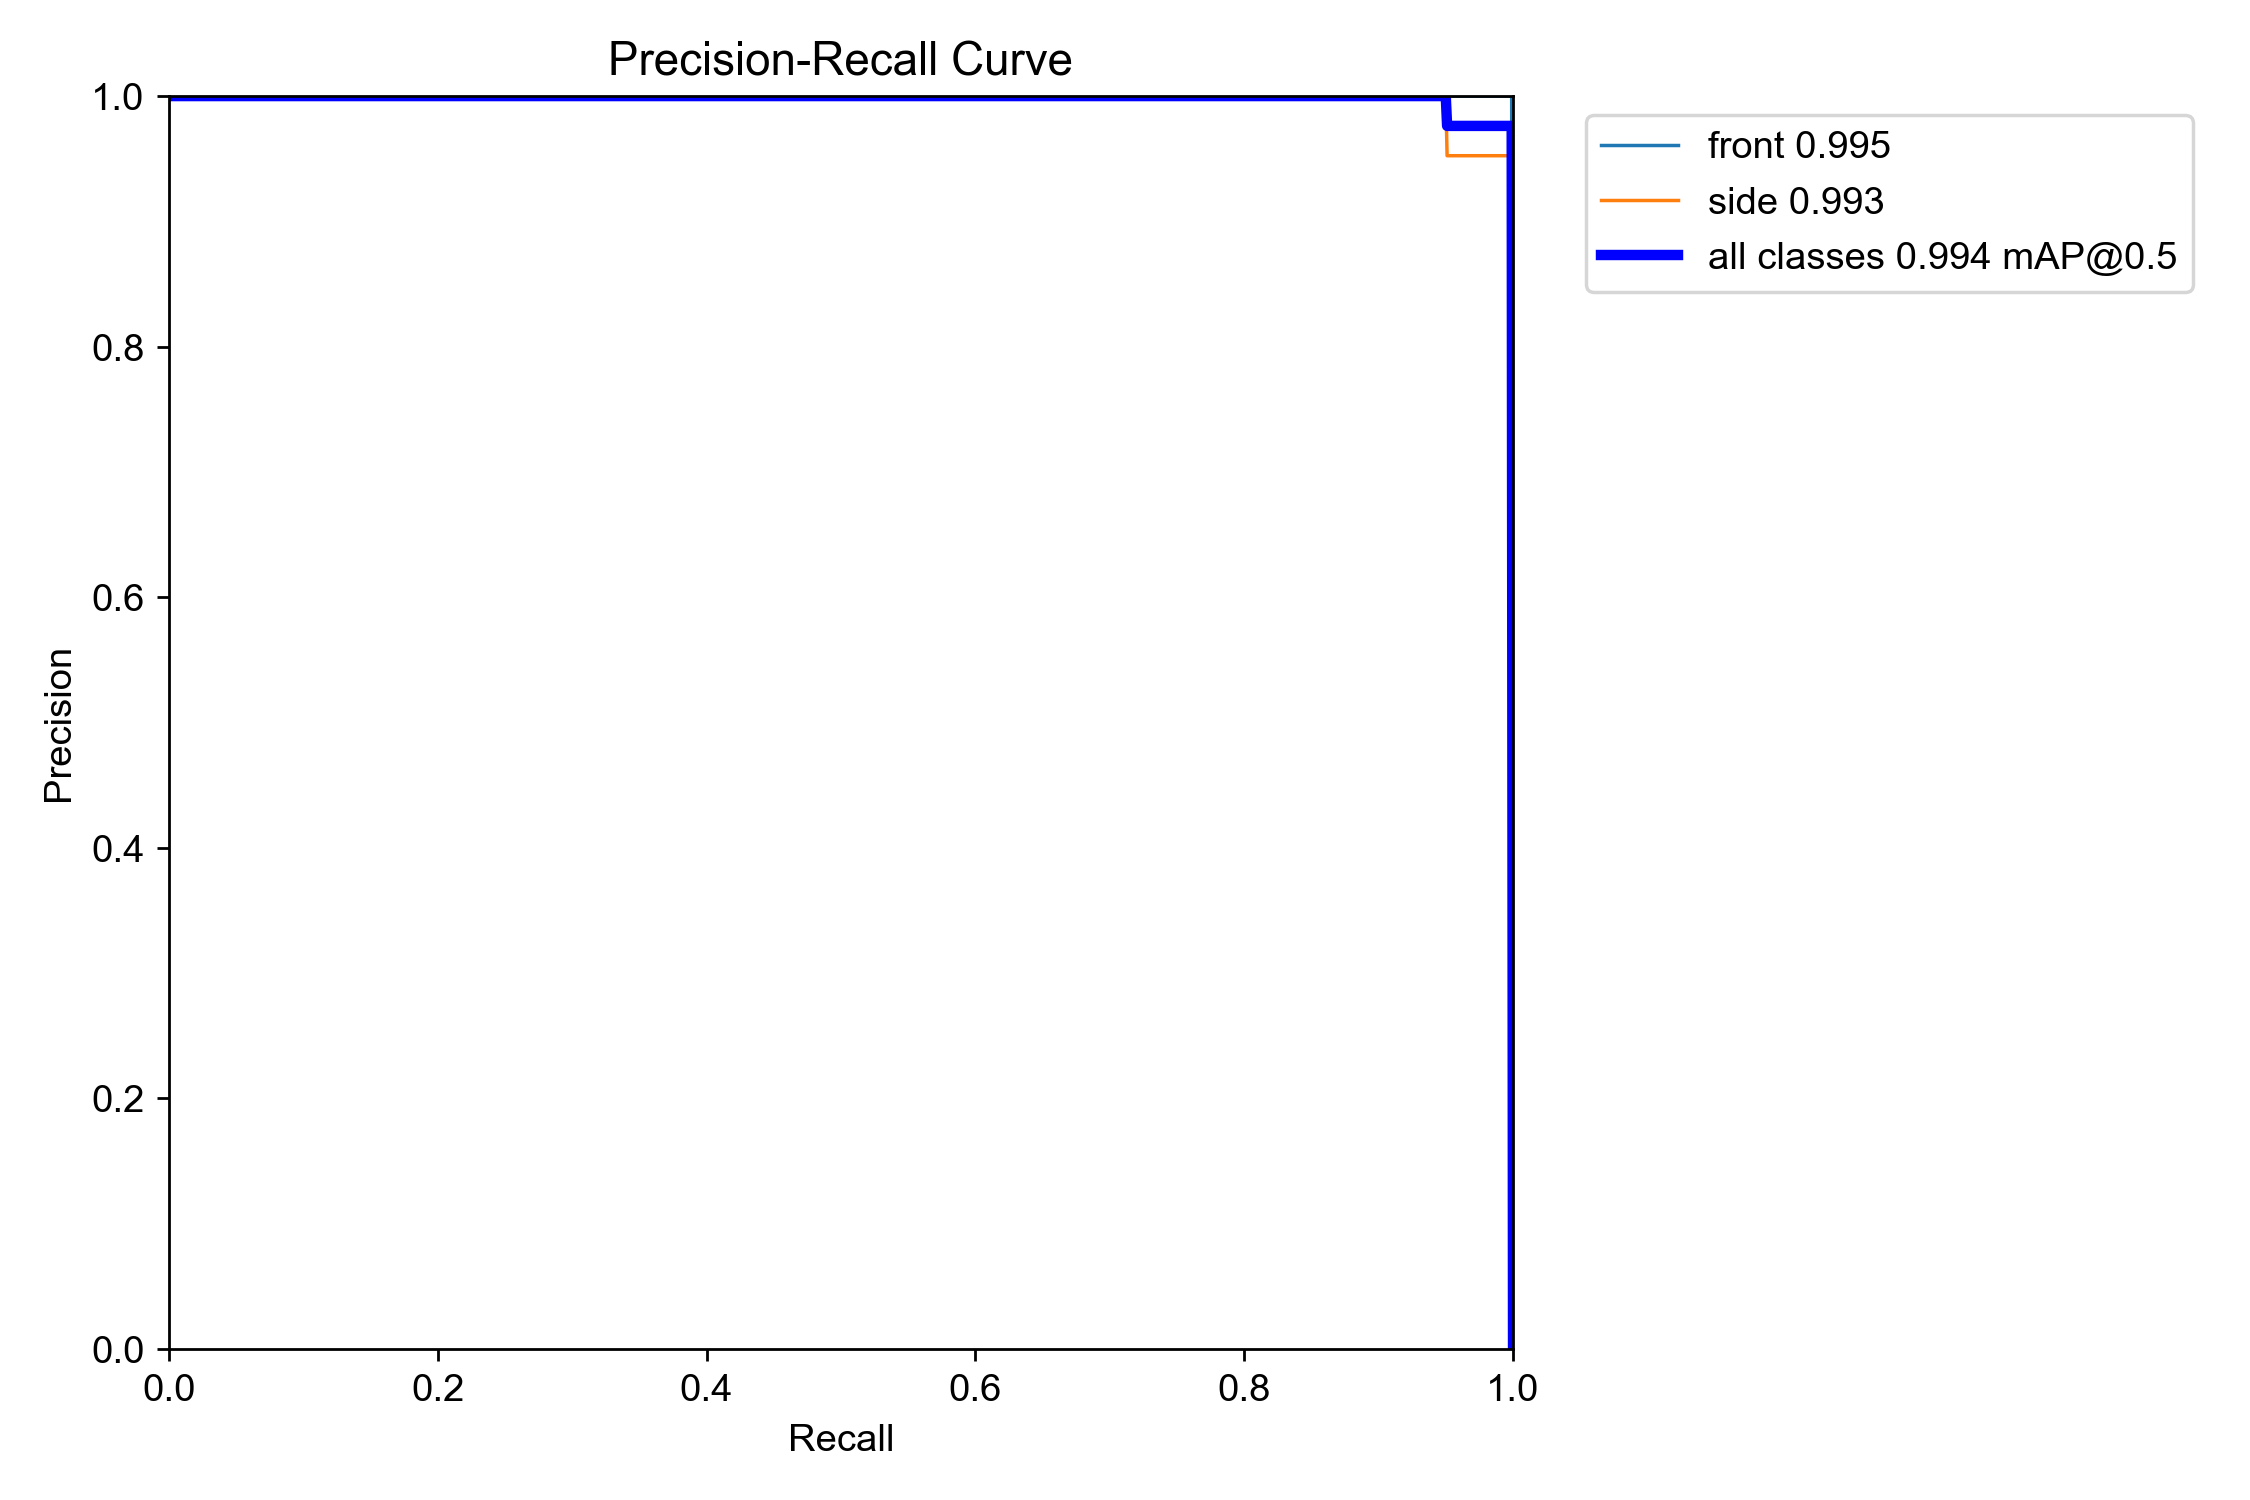 Precision-Recall Curve
1.0
0.8
0.6
0.4
0.2
0.0
Precision
0.0 0.2 0.4 0.6 0.8 1.0
Recall
front 0.995
side 0.993
all classes 0.994 mAP@0.5